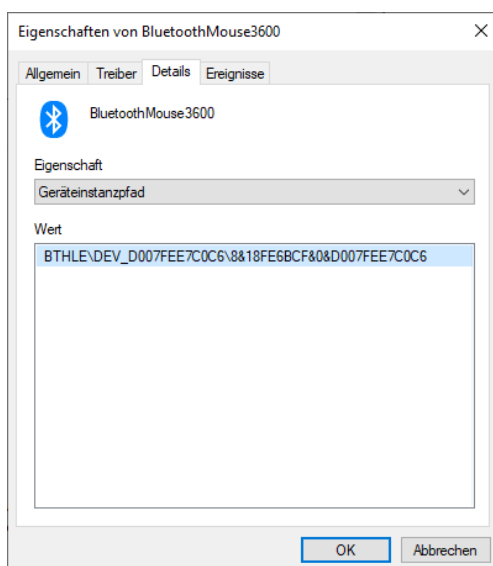 Eigenschaften von BluetoothMouse3600
Allgemein Treiber Details Ereignisse
BluetoothMouse3600
Eigenschaft
Geräteinstanzpfad
Wert
BTHLE\DEV_D007FEE7C0C6\8&18FE6BCF&0&D007FEE7C0C6
OK Abbrechen